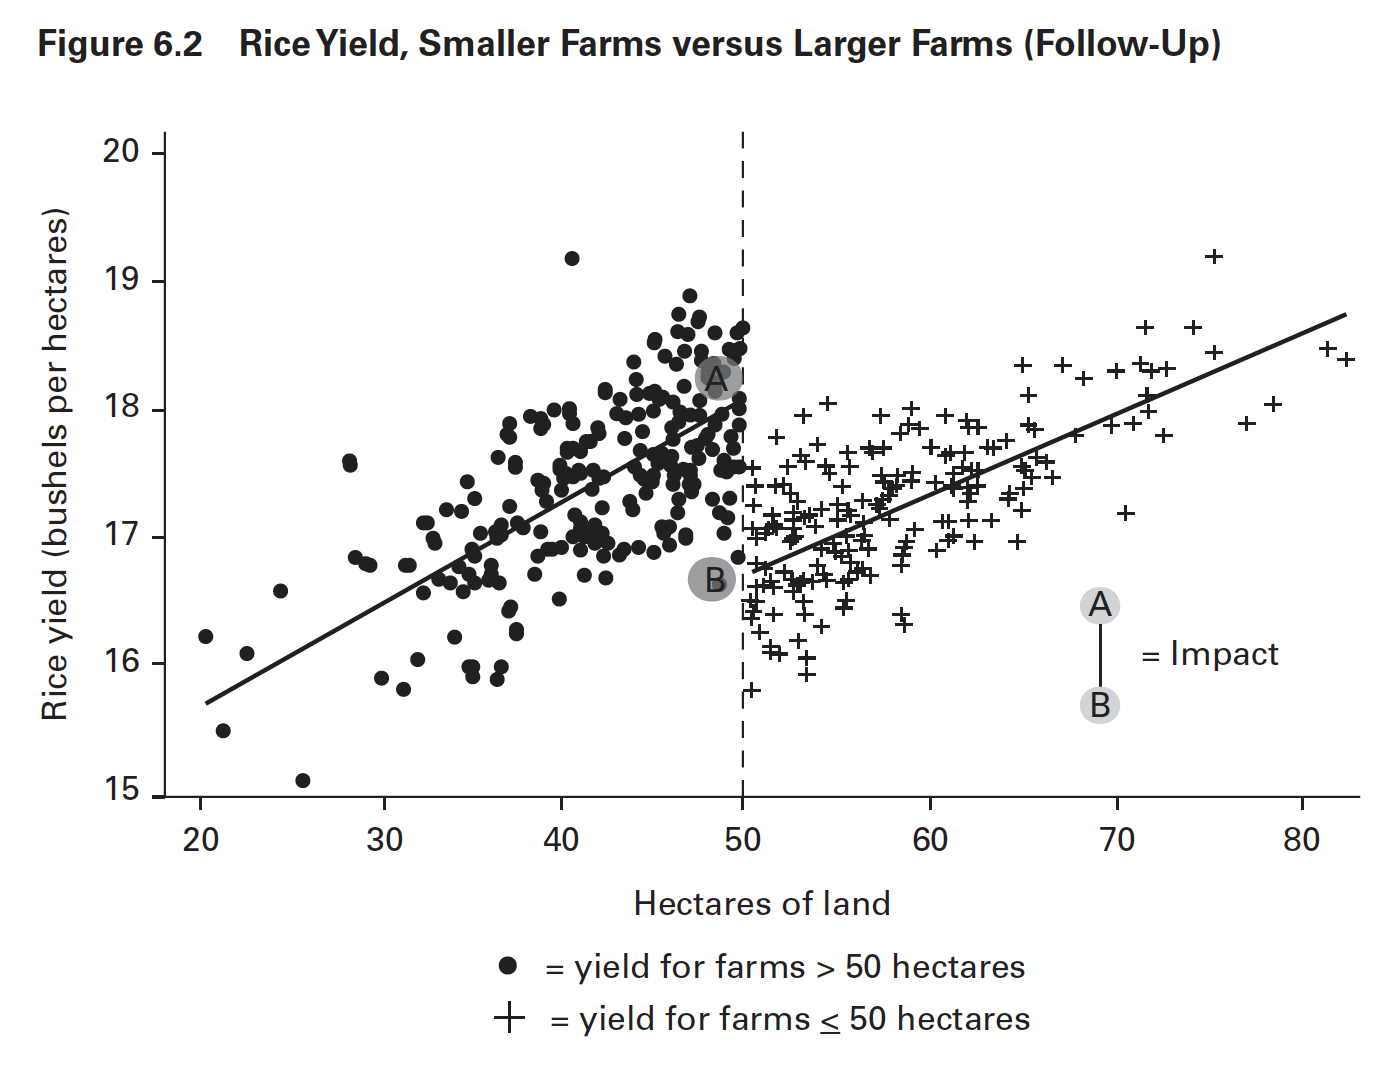 Figure 6.2 Rice Yield, Smaller Farms versus Larger Farms (Follow-Up)
Rice yield (bushels per hectares)
20
19
18
17
16
15
A
B
A
= Impact
B
20 30 40 50 60 70 80
Hectares of land
= yield for farms > 50 hectares
= yield for farms ≤ 50 hectares